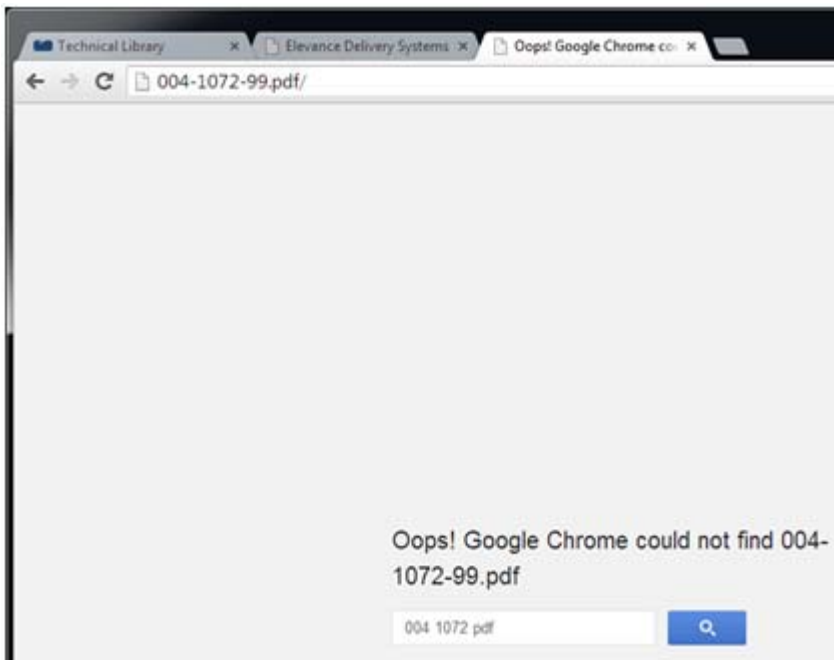 Technical Library
Elevance Delivery Systems
Oops! Google Chrome co
004-1072-99.pdf/
Oops! Google Chrome could not find 004-
1072-99.pdf
004 1072 pdf